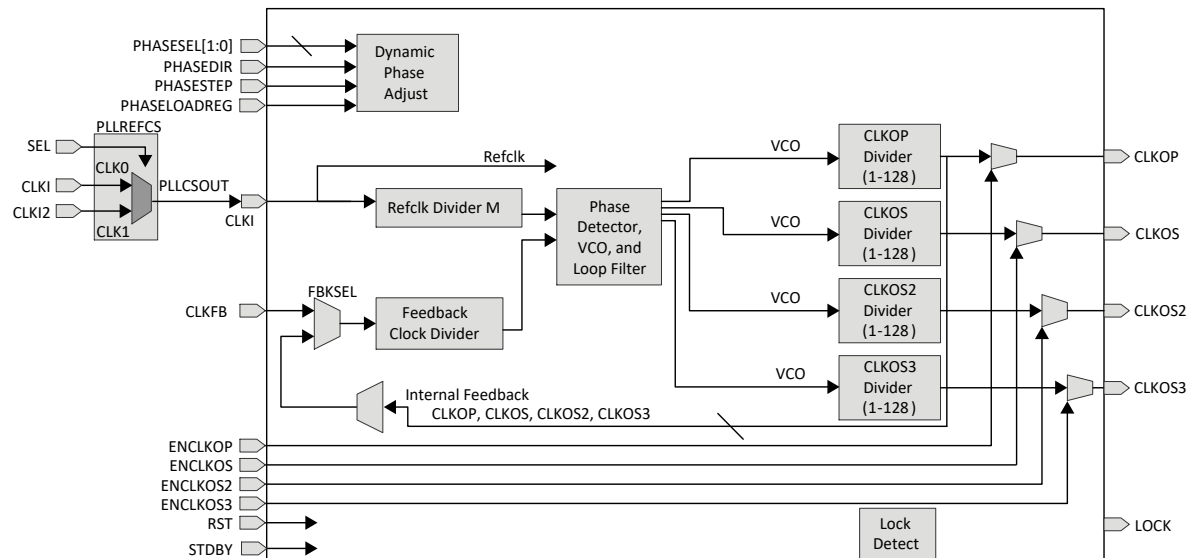 PHASESEL[1:0]
PHASEDIR
PHASESTEP
PHASELOADREG
Dynamic
Phase
Adjust
PLLREFCS
SEL
CLK0
CLKI
PLLCSOUT
CLKI2
CLK1
CLKI
Refclk
Refclk Divider M
Phase
Detector,
VCO, and
Loop Filter
VCO
CLKOP
Divider
(1-128)
CLKOP
VCO
CLKOS
Divider
(1-128)
CLKOS
CLKFB
FBKSEL
Feedback
Clock Divider
VCO
CLKOS2
Divider
(1-128)
CLKOS2
VCO
CLKOS3
Divider
(1-128)
CLKOS3
Internal Feedback
CLKOP, CLKOS, CLKOS2, CLKOS3
ENCLKOP
ENCLKOS
ENCLKOS2
ENCLKOS3
RST
STDBY
Lock
Detect
LOCK